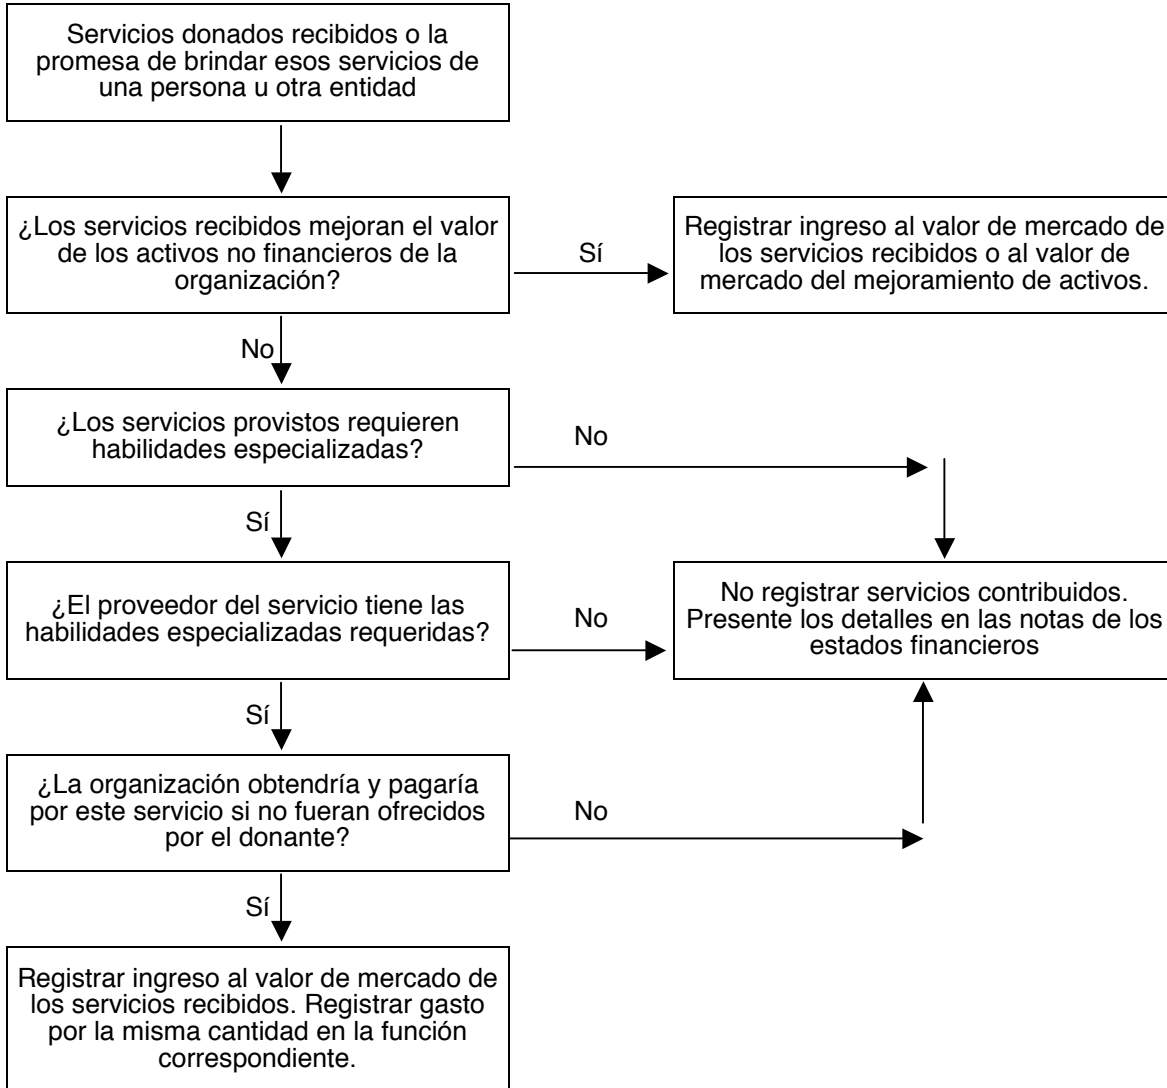 Servicios donados recibidos o la
promesa de brindar esos servicios de
una persona u otra entidad
¿Los servicios recibidos mejoran el valor
de los activos no financieros de la
organización?
Sí
Registrar ingreso al valor de mercado de
los servicios recibidos o al valor de
mercado del mejoramiento de activos.
No
¿Los servicios provistos requieren
habilidades especializadas?
No
Sí
¿El proveedor del servicio tiene las
habilidades especializadas requeridas?
No
No registrar servicios contribuidos.
Presente los detalles en las notas de los
estados financieros
Sí
¿La organización obtendría y pagaría
por este servicio si no fueran ofrecidos
por el donante?
No
Sí
Registrar ingreso al valor de mercado de
los servicios recibidos. Registrar gasto
por la misma cantidad en la función
correspondiente.